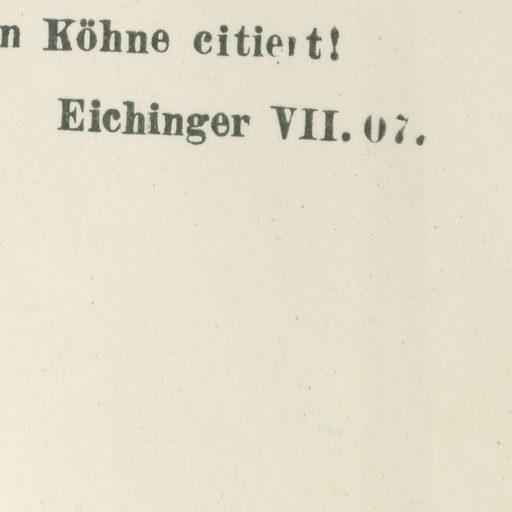 n Köhne citiert!
Eichinger VII. 07.